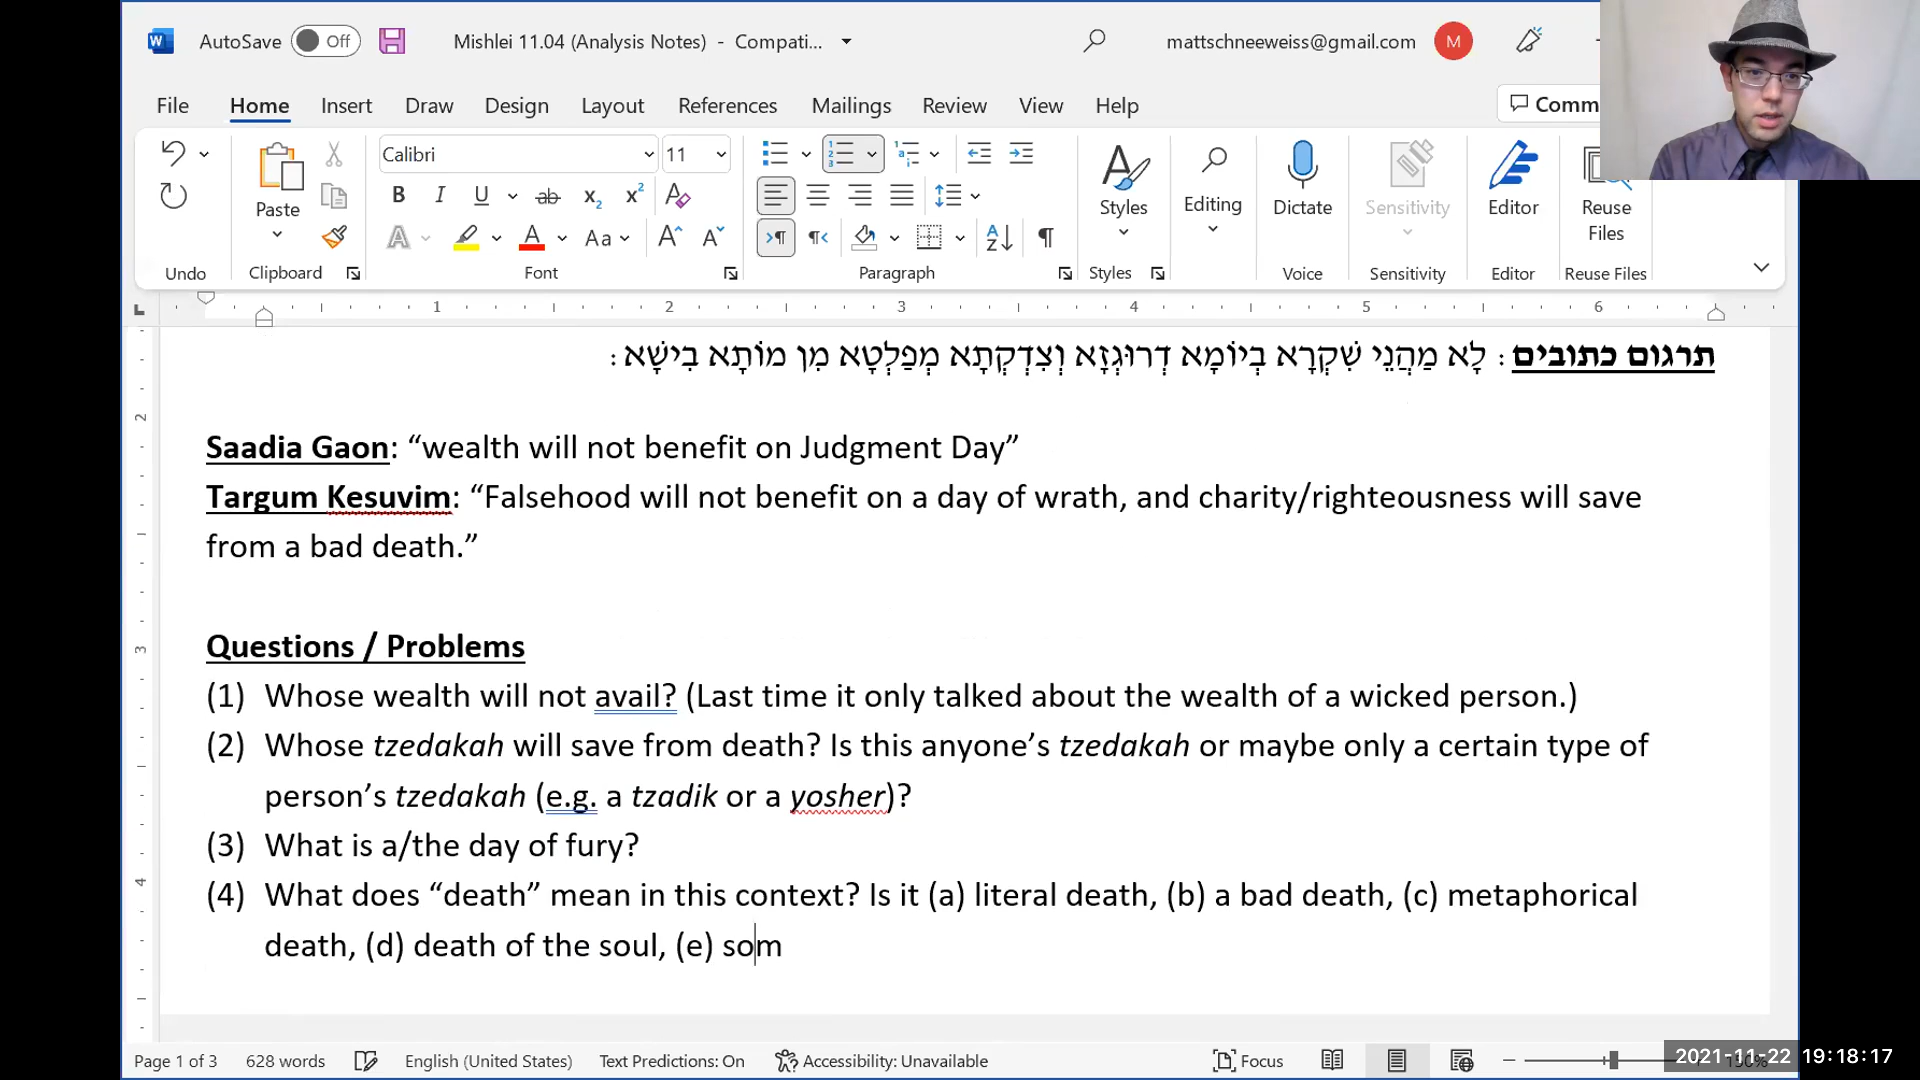 AutoSave Off Mishlei 11.04 (Analysis Notes) - Compati... mattschneeweiss@gmail.com M
File Home Insert Draw Design Layout References Mailings Review View Help Comm
Calibri 11
Paste Styles Editing Dictate Sensitivity Editor Reuse Files
Undo Clipboard Font Paragraph Styles Voice Sensitivity Editor Reuse Files
1 2 3 4 5 6
תרגום כתובים: לָא מַהֲנֵי שִׁקְרָא בְּיוֹמָא דְרוּגְזָא וְצִדְקְתָא מְפַלְטָא מִן מוֹתָא בִישָׁא:
Saadia Gaon: “wealth will not benefit on Judgment Day”
Targum Kesuvim: “Falsehood will not benefit on a day of wrath, and charity/righteousness will save
from a bad death.”
Questions / Problems
(1) Whose wealth will not avail? (Last time it only talked about the wealth of a wicked person.)
(2) Whose tzedakah will save from death? Is this anyone’s tzedakah or maybe only a certain type of
person’s tzedakah (e.g. a tzadik or a yosher)?
(3) What is a/the day of fury?
(4) What does “death” mean in this context? Is it (a) literal death, (b) a bad death, (c) metaphorical
death, (d) death of the soul, (e) som
Page 1 of 3 628 words English (United States) Text Predictions: On Accessibility: Unavailable Focus
2021-11-22 19:18:17